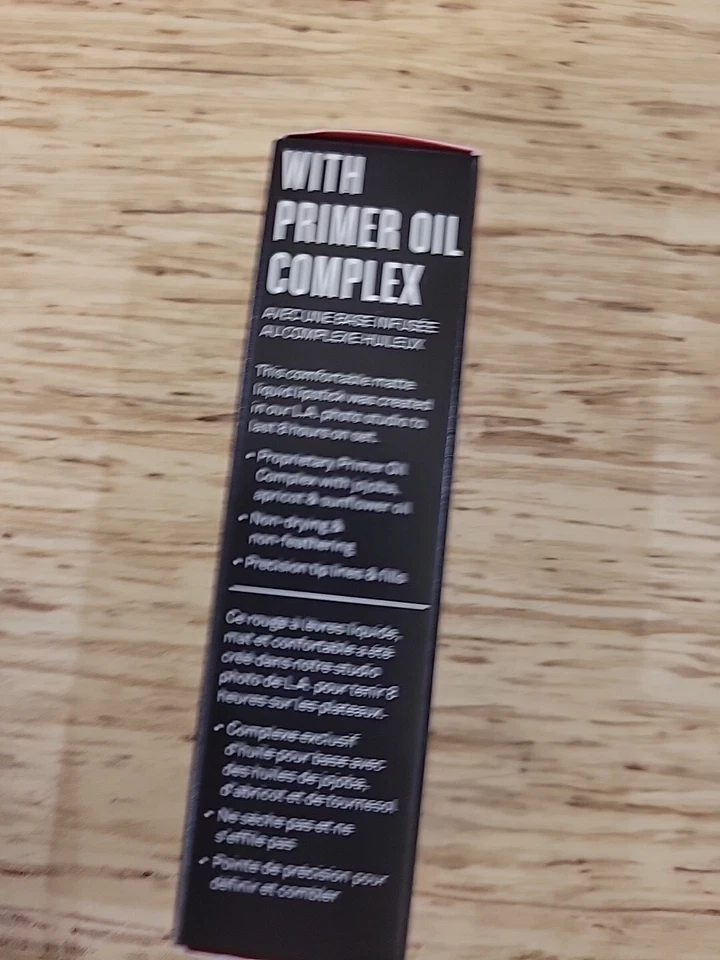 WITH
PRIMER OIL
COMPLEX
AVEC UNE BASE INFUSÉE
AU COMPLEXE HUILEUX
This comfortable matte
liquid lipstick was created
in our L.A. photo studio to
last 8 hours on set.
• Proprietary Primer Oil
Complex with jojoba,
apricot & sunflower oil
• Non-drying &
non-feathering
• Precision tip lines & fills
Ce rouge à lèvres liquide,
mat et confortable a été
créé dans notre studio
photo de L.A. pour tenir 8
heures sur les plateaux.
• Complexe exclusif
d'huile pour base avec
des huiles de jojoba,
d'abricot et de tournesol
• Ne sèche pas et ne
s'effile pas
• Pointe de précision pour
définir et combler